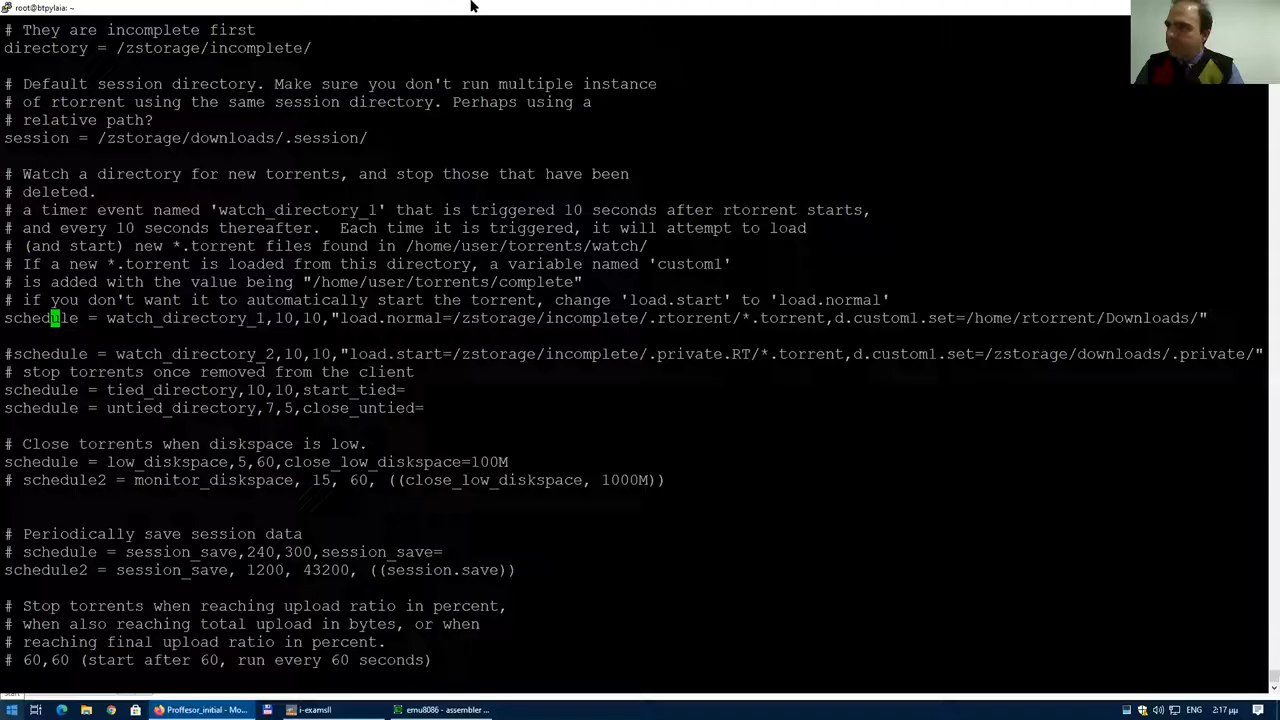 root@btpylaia: ~
# They are incomplete first
directory = /zstorage/incomplete/
# Default session directory. Make sure you don't run multiple instance
# of rtorrent using the same session directory. Perhaps using a
# relative path?
session = /zstorage/downloads/.session/
# Watch a directory for new torrents, and stop those that have been
# deleted.
# a timer event named 'watch_directory_1' that is triggered 10 seconds after rtorrent starts,
# and every 10 seconds thereafter.  Each time it is triggered, it will attempt to load
# (and start) new *.torrent files found in /home/user/torrents/watch/
# If a new *.torrent is loaded from this directory, a variable named 'custom1'
# is added with the value being "/home/user/torrents/complete"
# if you don't want it to automatically start the torrent, change 'load.start' to 'load.normal'
schedule = watch_directory_1,10,10,"load.normal=/zstorage/incomplete/.rtorrent/*.torrent,d.custom1.set=/home/rtorrent/Downloads/"
#schedule = watch_directory_2,10,10,"load.start=/zstorage/incomplete/.private.RT/*.torrent,d.custom1.set=/zstorage/downloads/.private/"
# stop torrents once removed from the client
schedule = tied_directory,10,10,start_tied=
schedule = untied_directory,7,5,close_untied=
# Close torrents when diskspace is low.
schedule = low_diskspace,5,60,close_low_diskspace=100M
# schedule2 = monitor_diskspace, 15, 60, ((close_low_diskspace, 1000M))
# Periodically save session data
# schedule = session_save,240,300,session_save=
schedule2 = session_save, 1200, 43200, ((session.save))
# Stop torrents when reaching upload ratio in percent,
# when also reaching total upload in bytes, or when
# reaching final upload ratio in percent.
# 60,60 (start after 60, run every 60 seconds)
Start
Proffesor_initial - Mo...
i-examsll
emu8086 - assembler ...
ENG
2:17 μμ